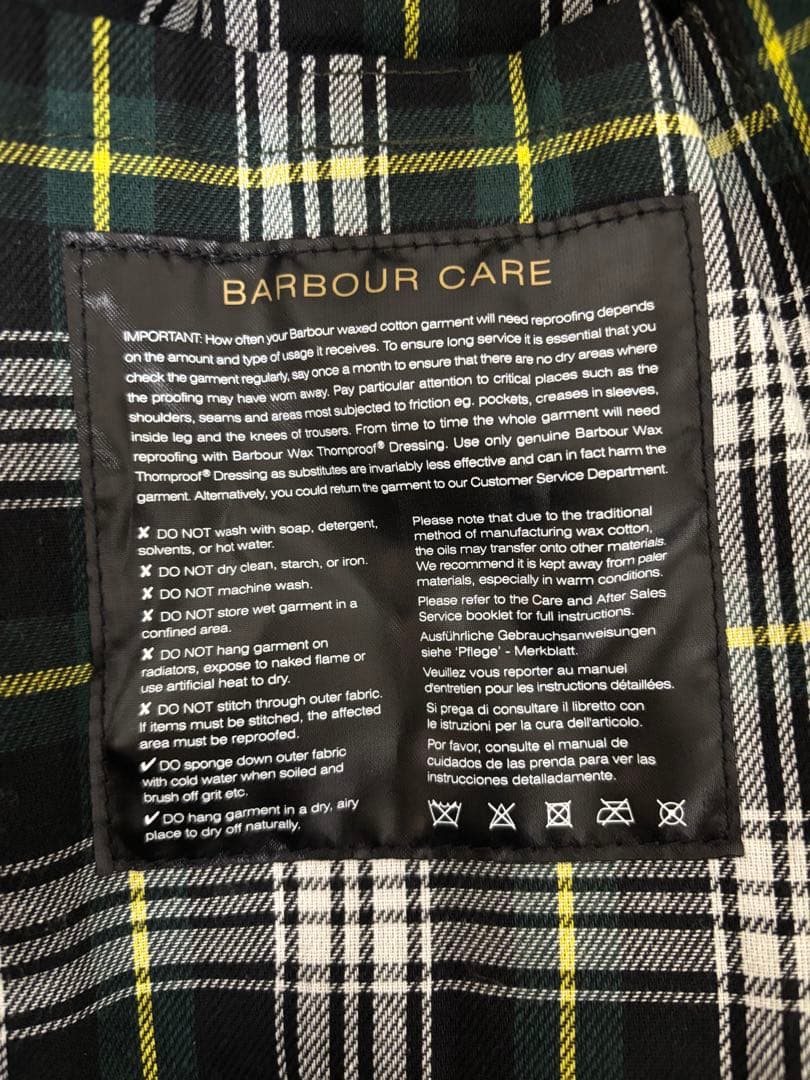 BARBOUR CARE
IMPORTANT: How often your Barbour waxed cotton garment will need reproofing depends
on the amount and type of usage it receives. To ensure long service it is essential that you
check the garment regularly, say once a month to ensure that there are no dry areas where
the proofing may have worn away. Pay particular attention to critical places such as the
shoulders, seams and areas most subjected to friction eg. pockets, creases in sleeves,
inside leg and the knees of trousers. From time to time the whole garment will need
reproofing with Barbour Wax Thornproof® Dressing. Use only genuine Barbour Wax
Thornproof® Dressing as substitutes are invariably less effective and can in fact harm the
garment. Alternatively, you could return the garment to our Customer Service Department.
✘ DO NOT wash with soap, detergent,
solvents, or hot water.
✘ DO NOT dry clean, starch, or iron.
✘ DO NOT machine wash.
✘ DO NOT store wet garment in a
confined area.
✘ DO NOT hang garment on
radiators, expose to naked flame or
use artificial heat to dry.
✘ DO NOT stitch through outer fabric.
If items must be stitched, the affected
area must be reproofed.
✔ DO sponge down outer fabric
with cold water when soiled and
brush off grit etc.
✔ DO hang garment in a dry, airy
place to dry off naturally,
Please note that due to the traditional
method of manufacturing wax cotton,
the oils may transfer onto other materials.
We recommend it is kept away from paler
materials, especially in warm conditions.
Please refer to the Care and After Sales
Service booklet for full instructions.
Ausführliche Gebrauchsanweisungen
siehe 'Pflege' - Merkblatt.
Veuillez vous reporter au manuel
d'entretien pour les instructions détaillées.
Si prega di consultare il libretto con
le istruzioni per la cura dell'articolo.
Por favor, consulte el manual de
cuidados de las prenda para ver las
instrucciones detalladamente.